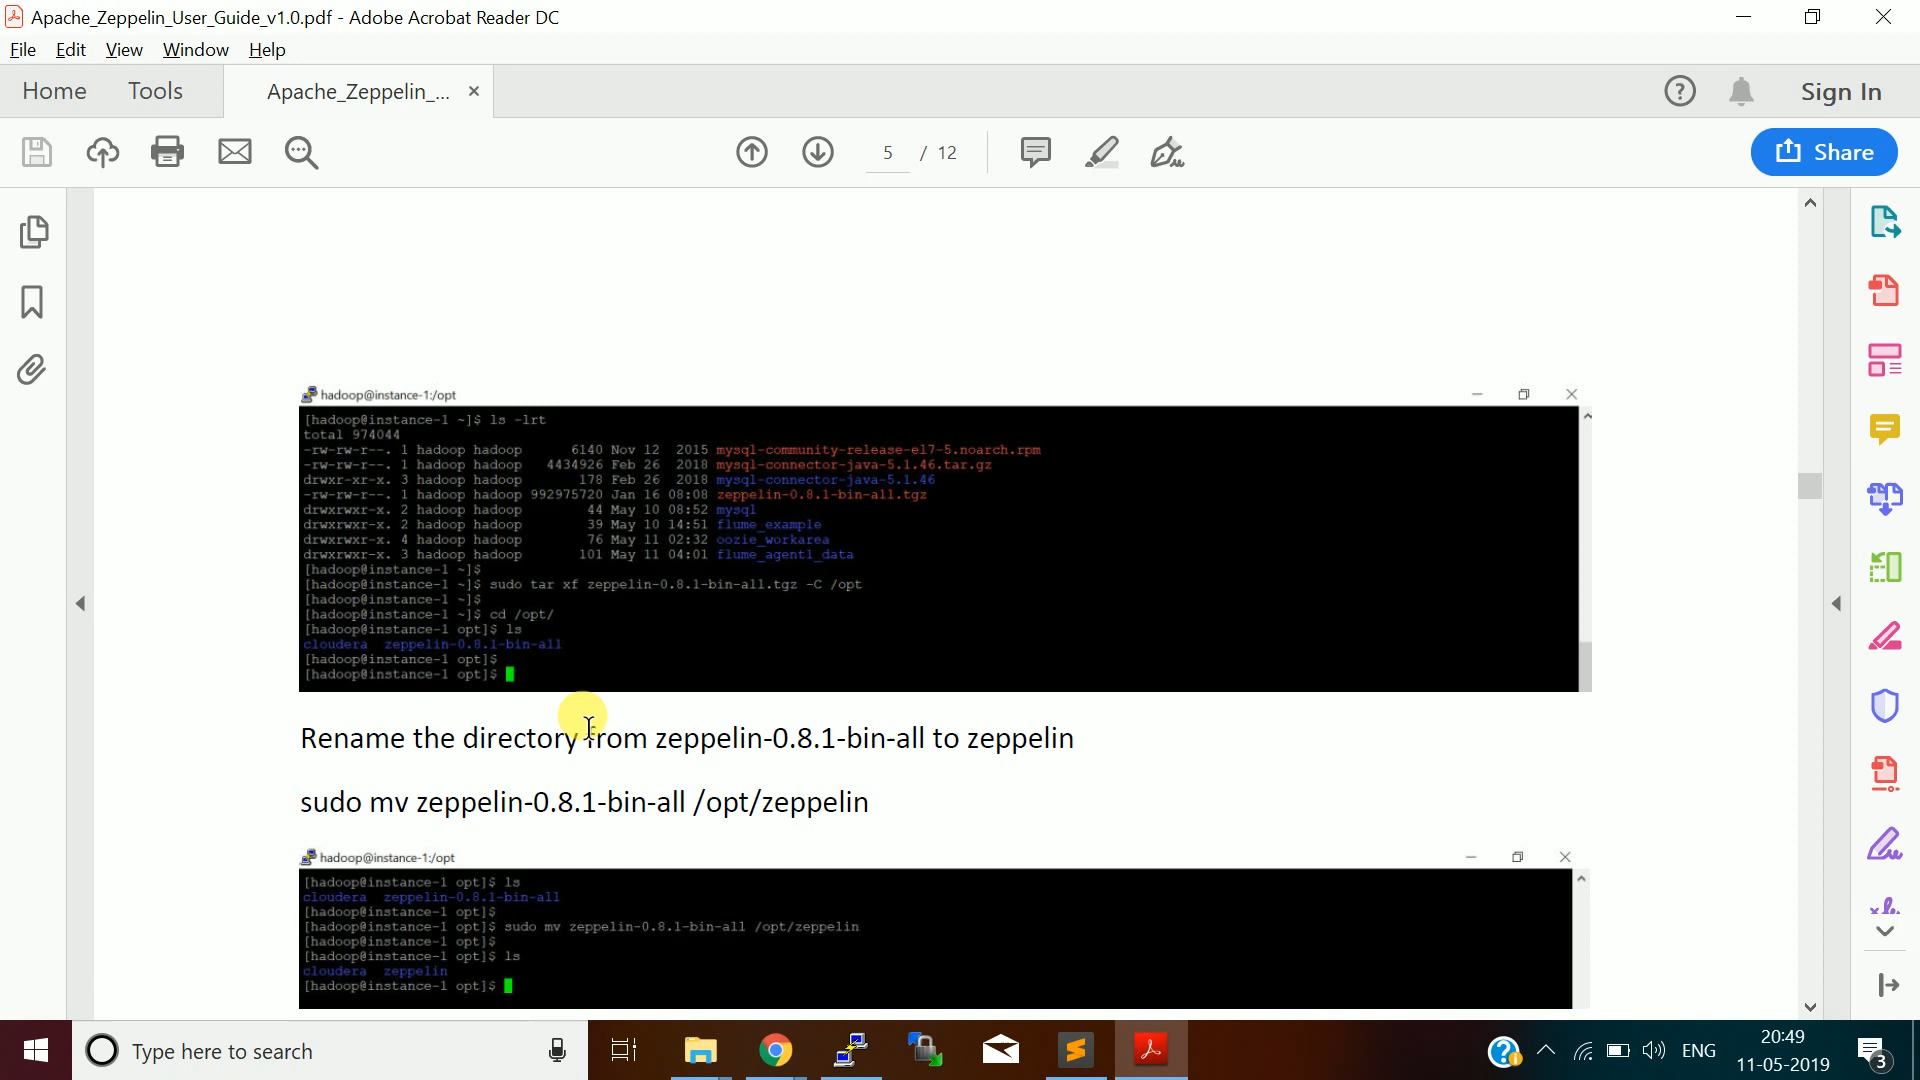 Apache_Zeppelin_User_Guide_v1.0.pdf - Adobe Acrobat Reader DC
File Edit View Window Help
Home Tools Apache_Zeppelin_... × Sign In
5 / 12 Share
hadoop@instance-1:/opt
[hadoop@instance-1 ~]$ ls -lrt
total 974044
-rw-rw-r--. 1 hadoop hadoop 6140 Nov 12 2015 mysql-community-release-el7-5.noarch.rpm
-rw-rw-r--. 1 hadoop hadoop 4434926 Feb 26 2018 mysql-connector-java-5.1.46.tar.gz
drwxr-xr-x. 3 hadoop hadoop 178 Feb 26 2018 mysql-connector-java-5.1.46
-rw-rw-r--. 1 hadoop hadoop 992975720 Jan 16 08:08 zeppelin-0.8.1-bin-all.tgz
drwxrwxr-x. 2 hadoop hadoop 44 May 10 08:52 mysql
drwxrwxr-x. 2 hadoop hadoop 39 May 10 14:51 flume_example
drwxrwxr-x. 4 hadoop hadoop 76 May 11 02:32 oozie_workarea
drwxrwxr-x. 3 hadoop hadoop 101 May 11 04:01 flume_agent1_data
[hadoop@instance-1 ~]$
[hadoop@instance-1 ~]$ sudo tar xf zeppelin-0.8.1-bin-all.tgz -C /opt
[hadoop@instance-1 ~]$
[hadoop@instance-1 ~]$ cd /opt/
[hadoop@instance-1 opt]$ ls
cloudera zeppelin-0.8.1-bin-all
[hadoop@instance-1 opt]$
[hadoop@instance-1 opt]$
Rename the directory from zeppelin-0.8.1-bin-all to zeppelin
sudo mv zeppelin-0.8.1-bin-all /opt/zeppelin
hadoop@instance-1:/opt
[hadoop@instance-1 opt]$ ls
cloudera zeppelin-0.8.1-bin-all
[hadoop@instance-1 opt]$
[hadoop@instance-1 opt]$ sudo mv zeppelin-0.8.1-bin-all /opt/zeppelin
[hadoop@instance-1 opt]$
[hadoop@instance-1 opt]$ ls
cloudera zeppelin
[hadoop@instance-1 opt]$
Type here to search
ENG
20:49
11-05-2019
3